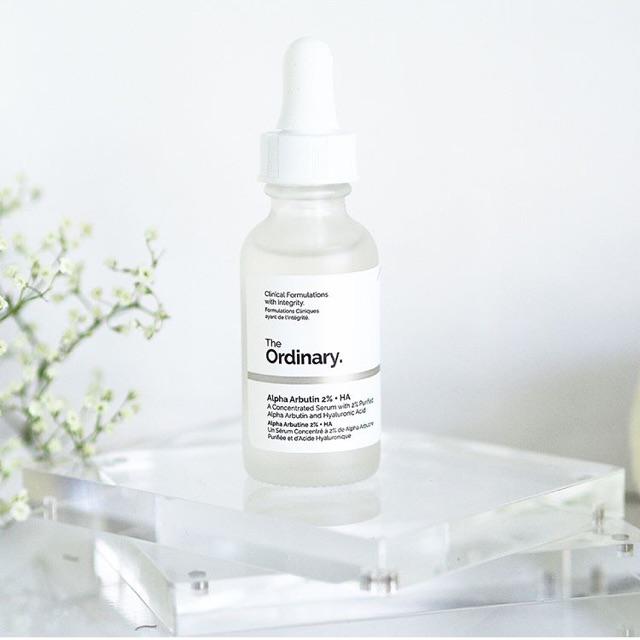 Clinical Formulations
with Integrity.
Formulations Cliniques
ayant de l'intégrité.
The
Ordinary.
Alpha Arbutin 2% + HA
A Concentrated Serum with 2% Purified
Alpha Arbutin and Hyaluronic Acid
Alpha Arbutine 2% + HA
Un Sérum Concentré à 2% de Alpha Arbutine
Purifiée et d'Acide Hyaluronique